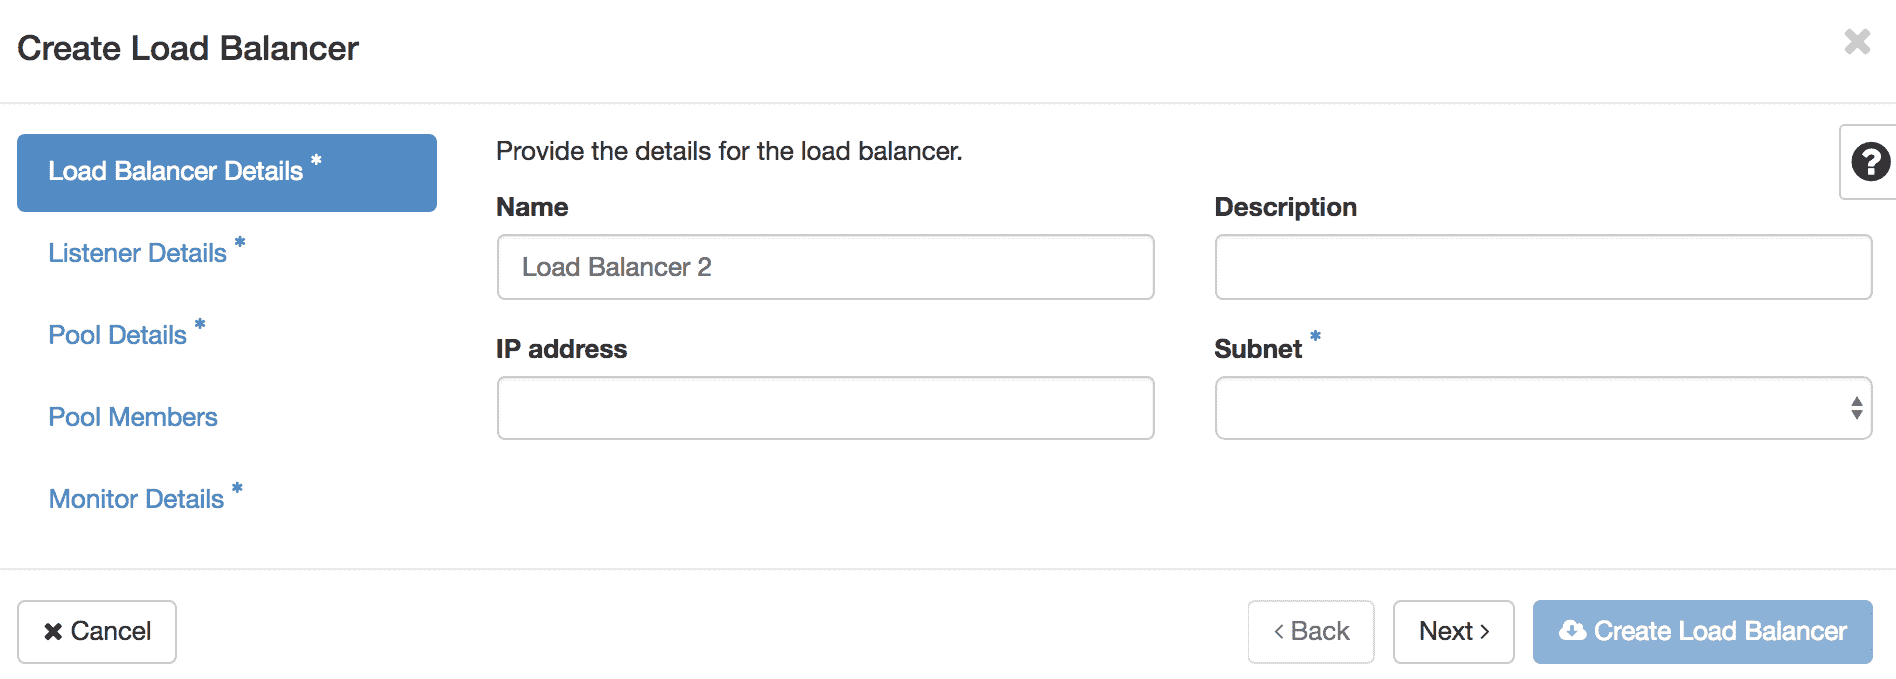 Create Load Balancer
Load Balancer Details *
Listener Details *
Pool Details *
Pool Members
Monitor Details *
Provide the details for the load balancer.
Name
Load Balancer 2
Description
IP address
Subnet *
Cancel
Back
Next
Create Load Balancer